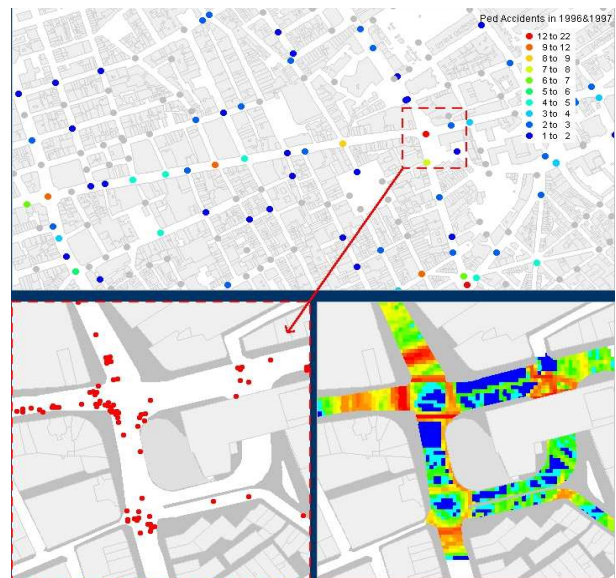 Ped Accidents in 1996&1997
12 to 22
9 to 12
8 to 9
7 to 8
6 to 7
5 to 6
4 to 5
3 to 4
2 to 3
1 to 2